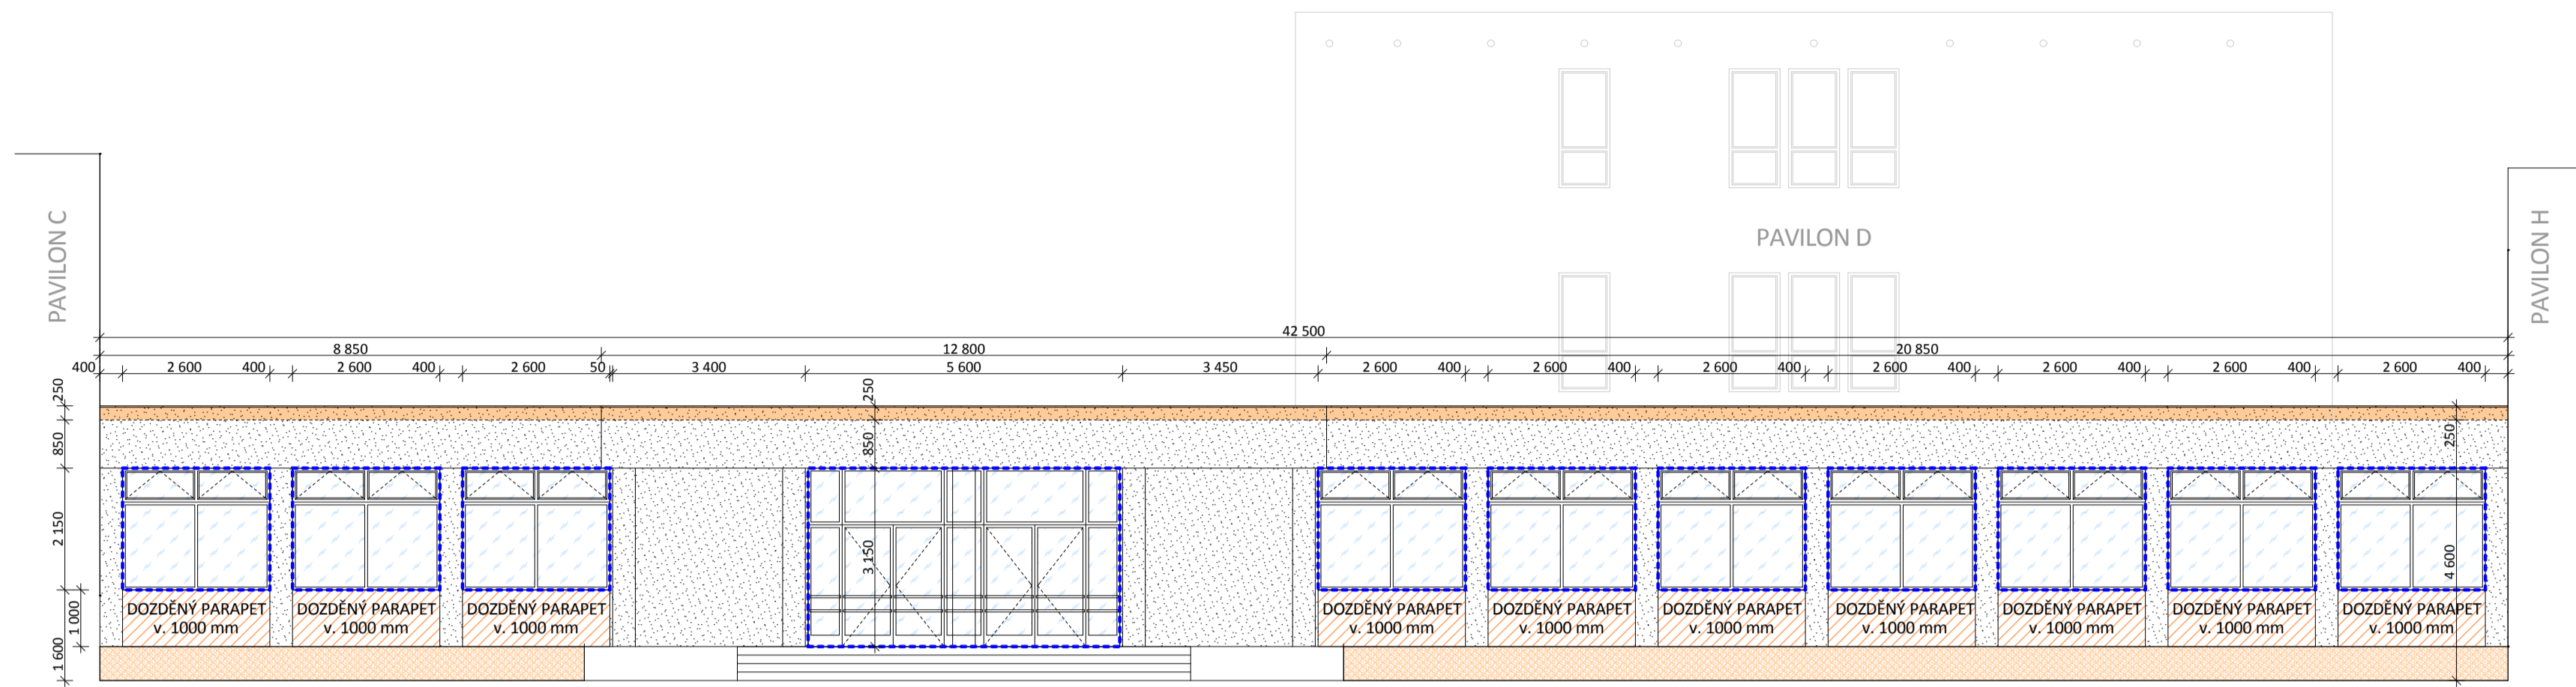 PAVILON D
PAVILON C
PAVILON H
42 500
8 850
12 800
20 850
400
2 600
400
2 600
400
2 600
50
3 400
5 600
3 450
2 600
400
2 600
400
2 600
400
2 600
400
2 600
400
2 600
400
2 600
400
250
250
850
850
250
2 150
3 150
4 600
DOZDĚNÝ PARAPET
v. 1000 mm
DOZDĚNÝ PARAPET
v. 1000 mm
DOZDĚNÝ PARAPET
v. 1000 mm
DOZDĚNÝ PARAPET
v. 1000 mm
DOZDĚNÝ PARAPET
v. 1000 mm
DOZDĚNÝ PARAPET
v. 1000 mm
DOZDĚNÝ PARAPET
v. 1000 mm
DOZDĚNÝ PARAPET
v. 1000 mm
DOZDĚNÝ PARAPET
v. 1000 mm
DOZDĚNÝ PARAPET
v. 1000 mm
1 000
1 600